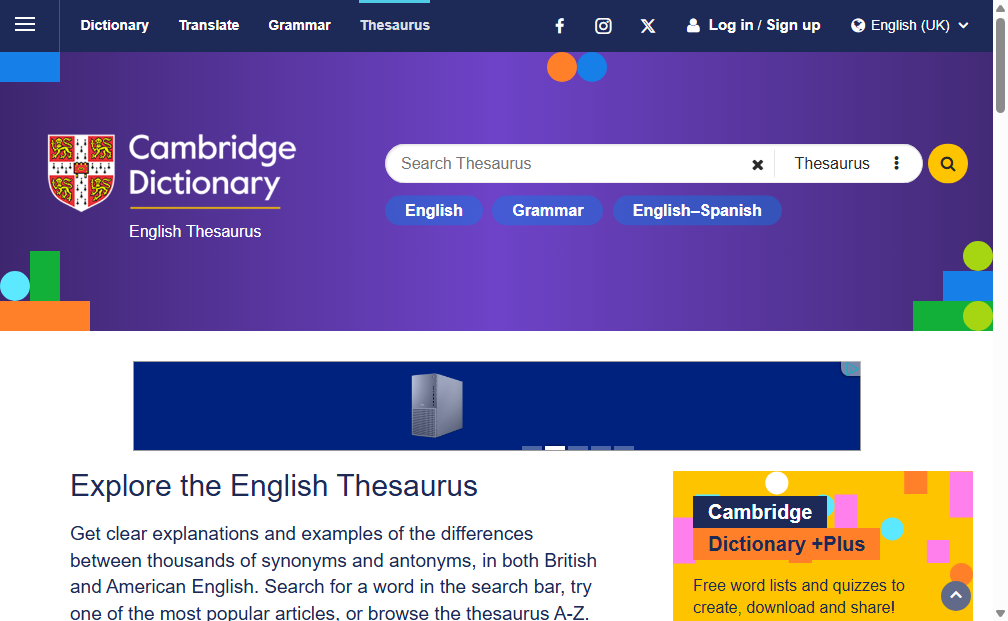 Dictionary Translate Grammar Thesaurus Log in / Sign up English (UK)
Cambridge
Dictionary
English Thesaurus
Search Thesaurus Thesaurus
English Grammar English–Spanish
Explore the English Thesaurus
Get clear explanations and examples of the differences
between thousands of synonyms and antonyms, in both British
and American English. Search for a word in the search bar, try
one of the most popular articles, or browse the thesaurus A-Z.
Cambridge
Dictionary +Plus
Free word lists and quizzes to
create, download and share!